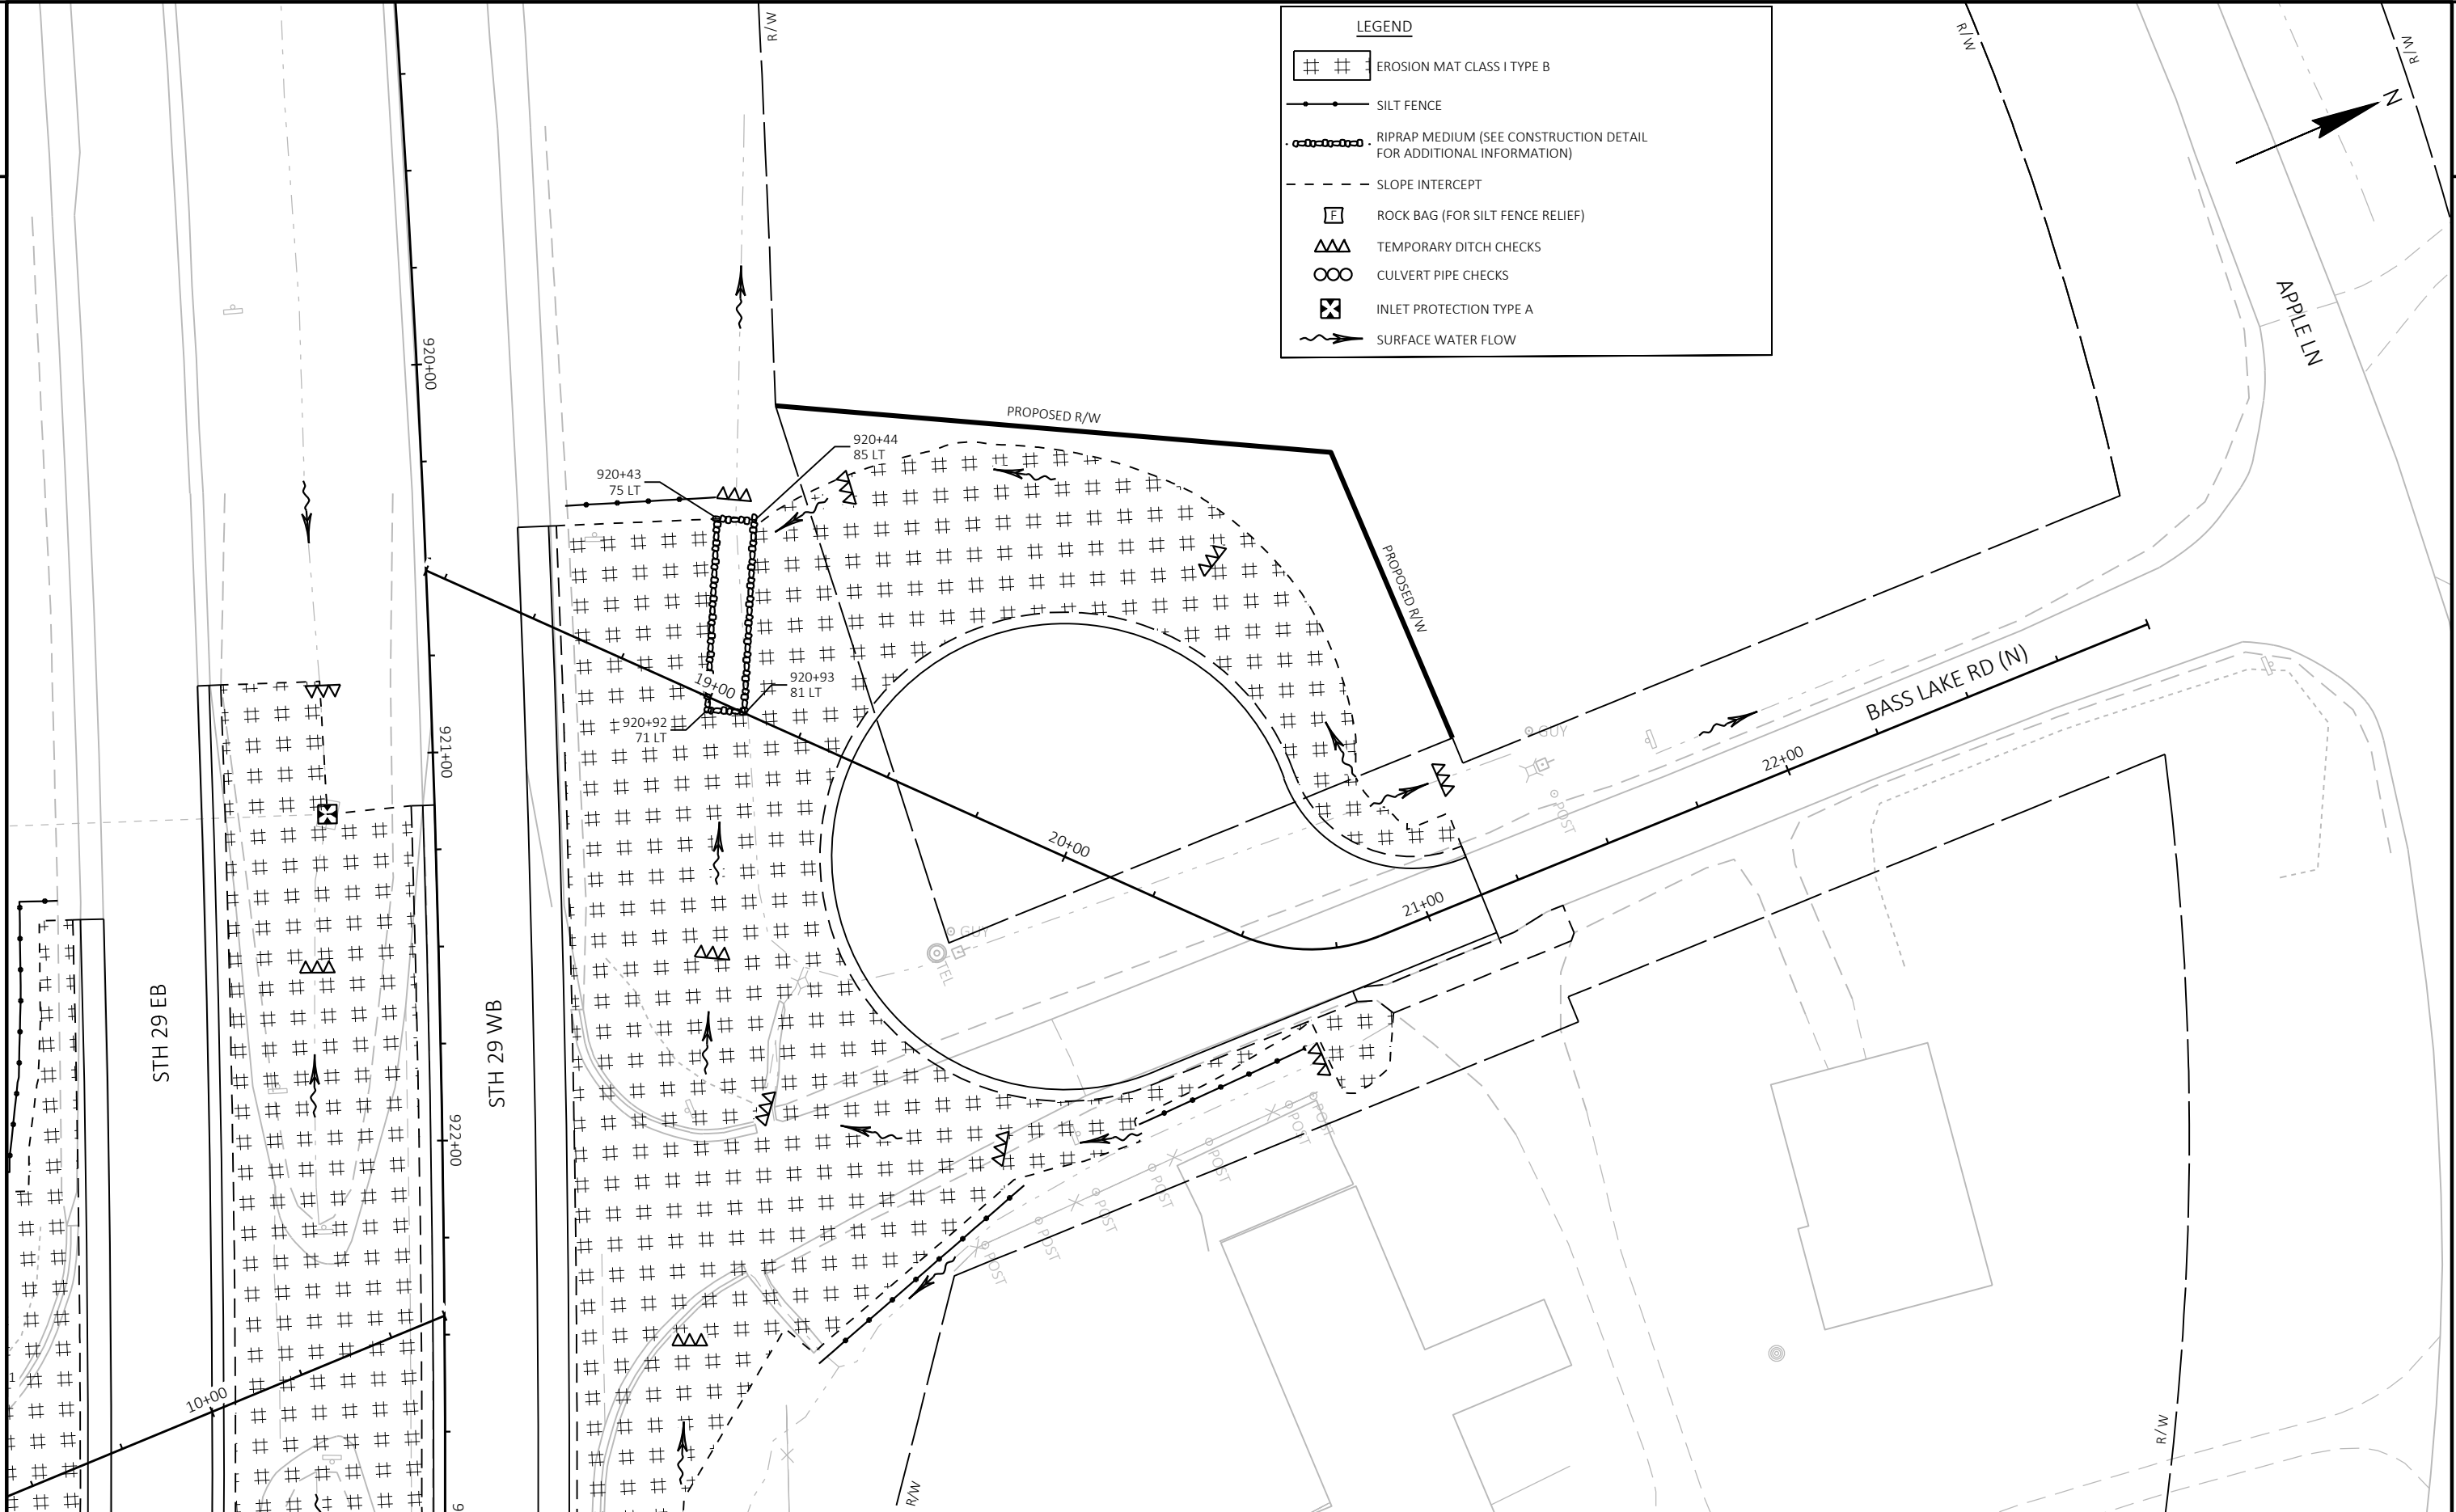 LEGEND
EROSION MAT CLASS I TYPE B
SILT FENCE
RIPRAP MEDIUM (SEE CONSTRUCTION DETAIL
FOR ADDITIONAL INFORMATION)
SLOPE INTERCEPT
F
ROCK BAG (FOR SILT FENCE RELIEF)
TEMPORARY DITCH CHECKS
CULVERT PIPE CHECKS
INLET PROTECTION TYPE A
SURFACE WATER FLOW
R/W
R/W
R/W
N
APPLE LN
920+00
PROPOSED R/W
920+44
85 LT
920+43
75 LT
PROPOSED R/W
19+00
920+93
81 LT
920+92
71 LT
921+00
GUY
BASS LAKE RD (N)
22+00
POST
20+00
21+00
GUY
TEL
STH 29 EB
STH 29 WB
922+00
POST
POST
POST
POST
POST
POST
POST
10+00
1
R/W
R/W
9